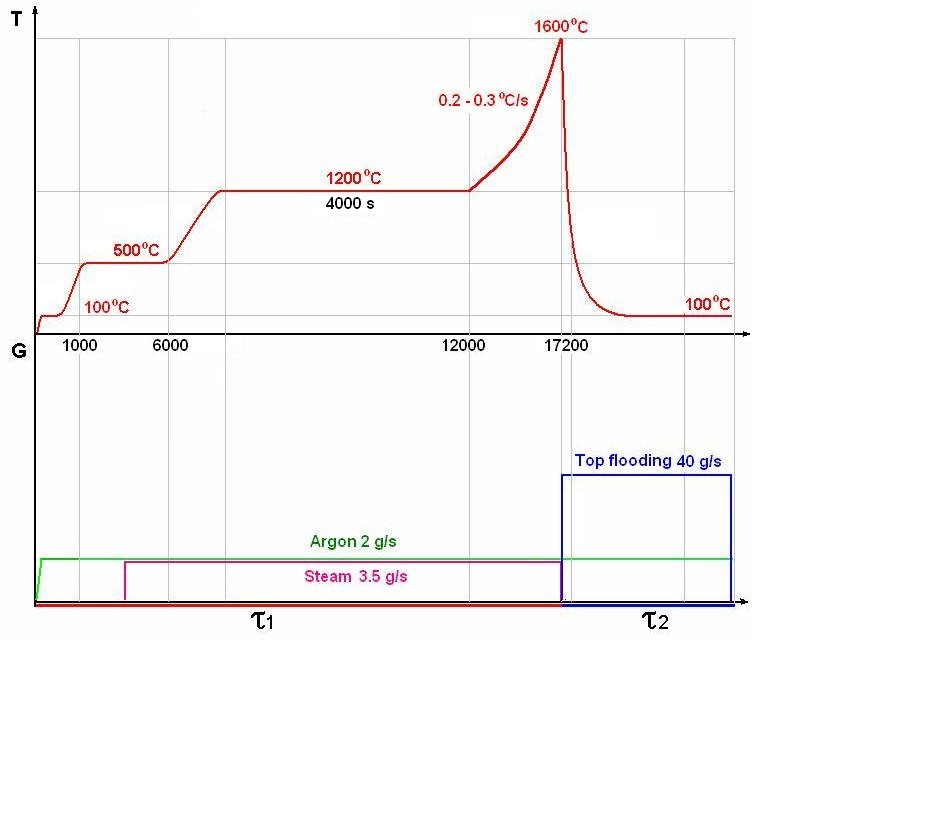 T
1600°C
0.2 - 0.3 °C/s
1200°C
4000 s
500°C
100°C
100°C
G
1000 6000 12000 17200
Top flooding 40 g/s
Argon 2 g/s
Steam 3.5 g/s
τ1 τ2